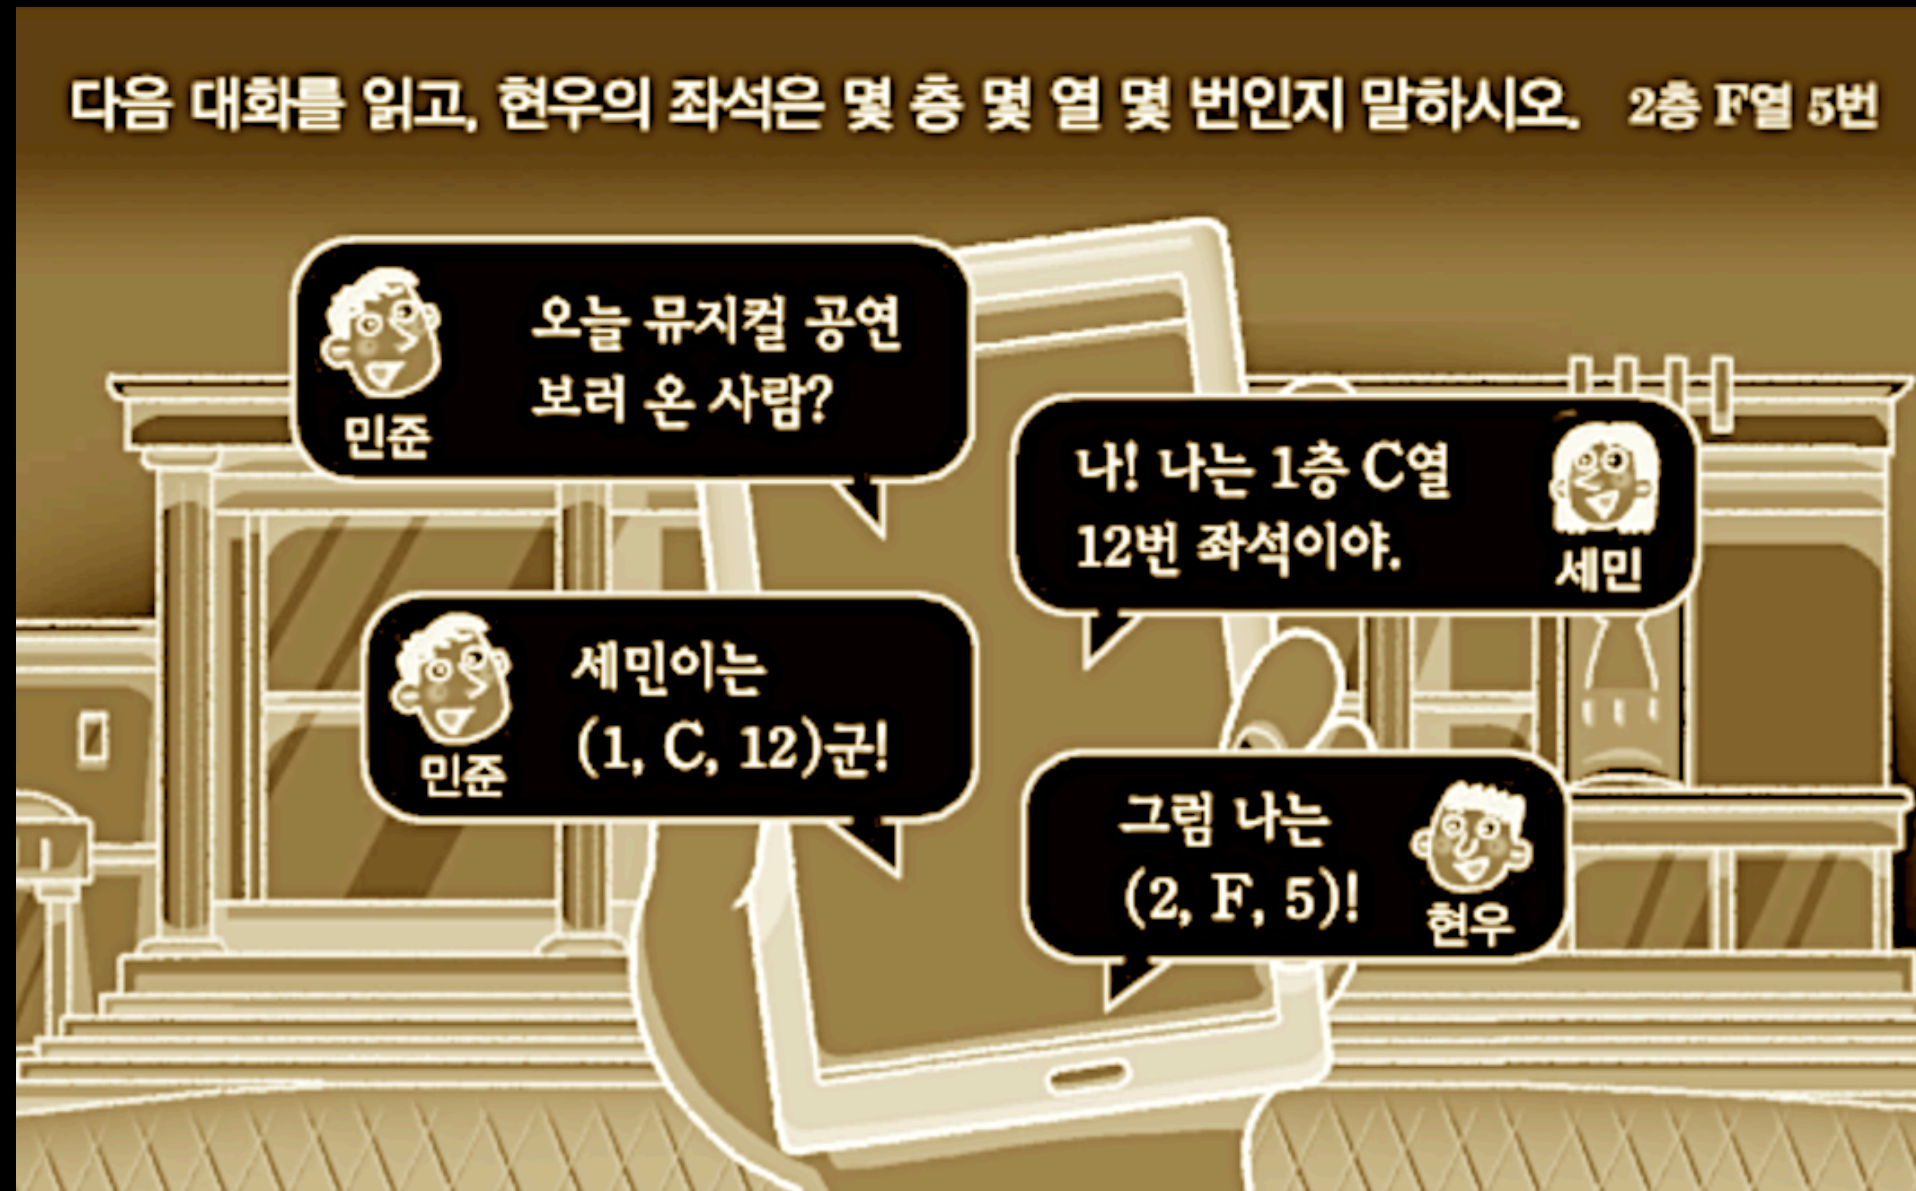 다음 대화를 읽고, 현우의 좌석은 몇 층 몇 열 몇 번인지 말하시오. 2층 F열 5번
오늘 뮤지컬 공연
보러 온 사람?
민준
나! 나는 1층 C열
12번 좌석이야.
세민
세민이는
(1, C, 12)군!
민준
그럼 나는
(2, F, 5)!
현우